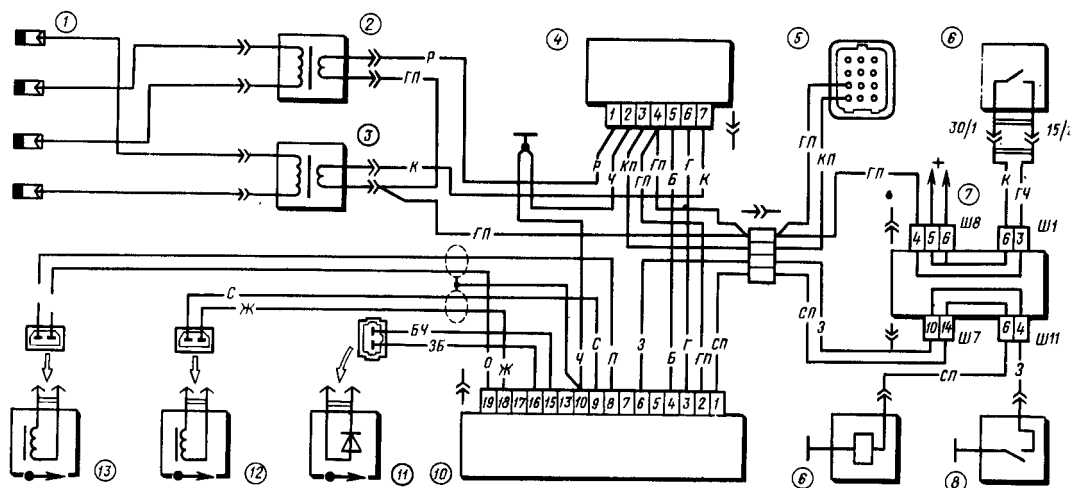 1
2
3
4
5
6
Р
ГП
К
ГП
1 2 3 4 5 6 7
Р Ч КП ГП ГП Б Г К
ГП КП
30/1
К ГЧ
ГП
+
7
Ш8
Ш1
4 5 6
6 3
С
Ж
БЧ
ЗБ
О Ж Ч С П З Б Г ГП СП
СП З
10 14
6 4
Ш7
Ш11
СП
З
19 18 17 16 15 13 10 9 8 7 6 5 4 3 2 1
13
12
11
10
6
8